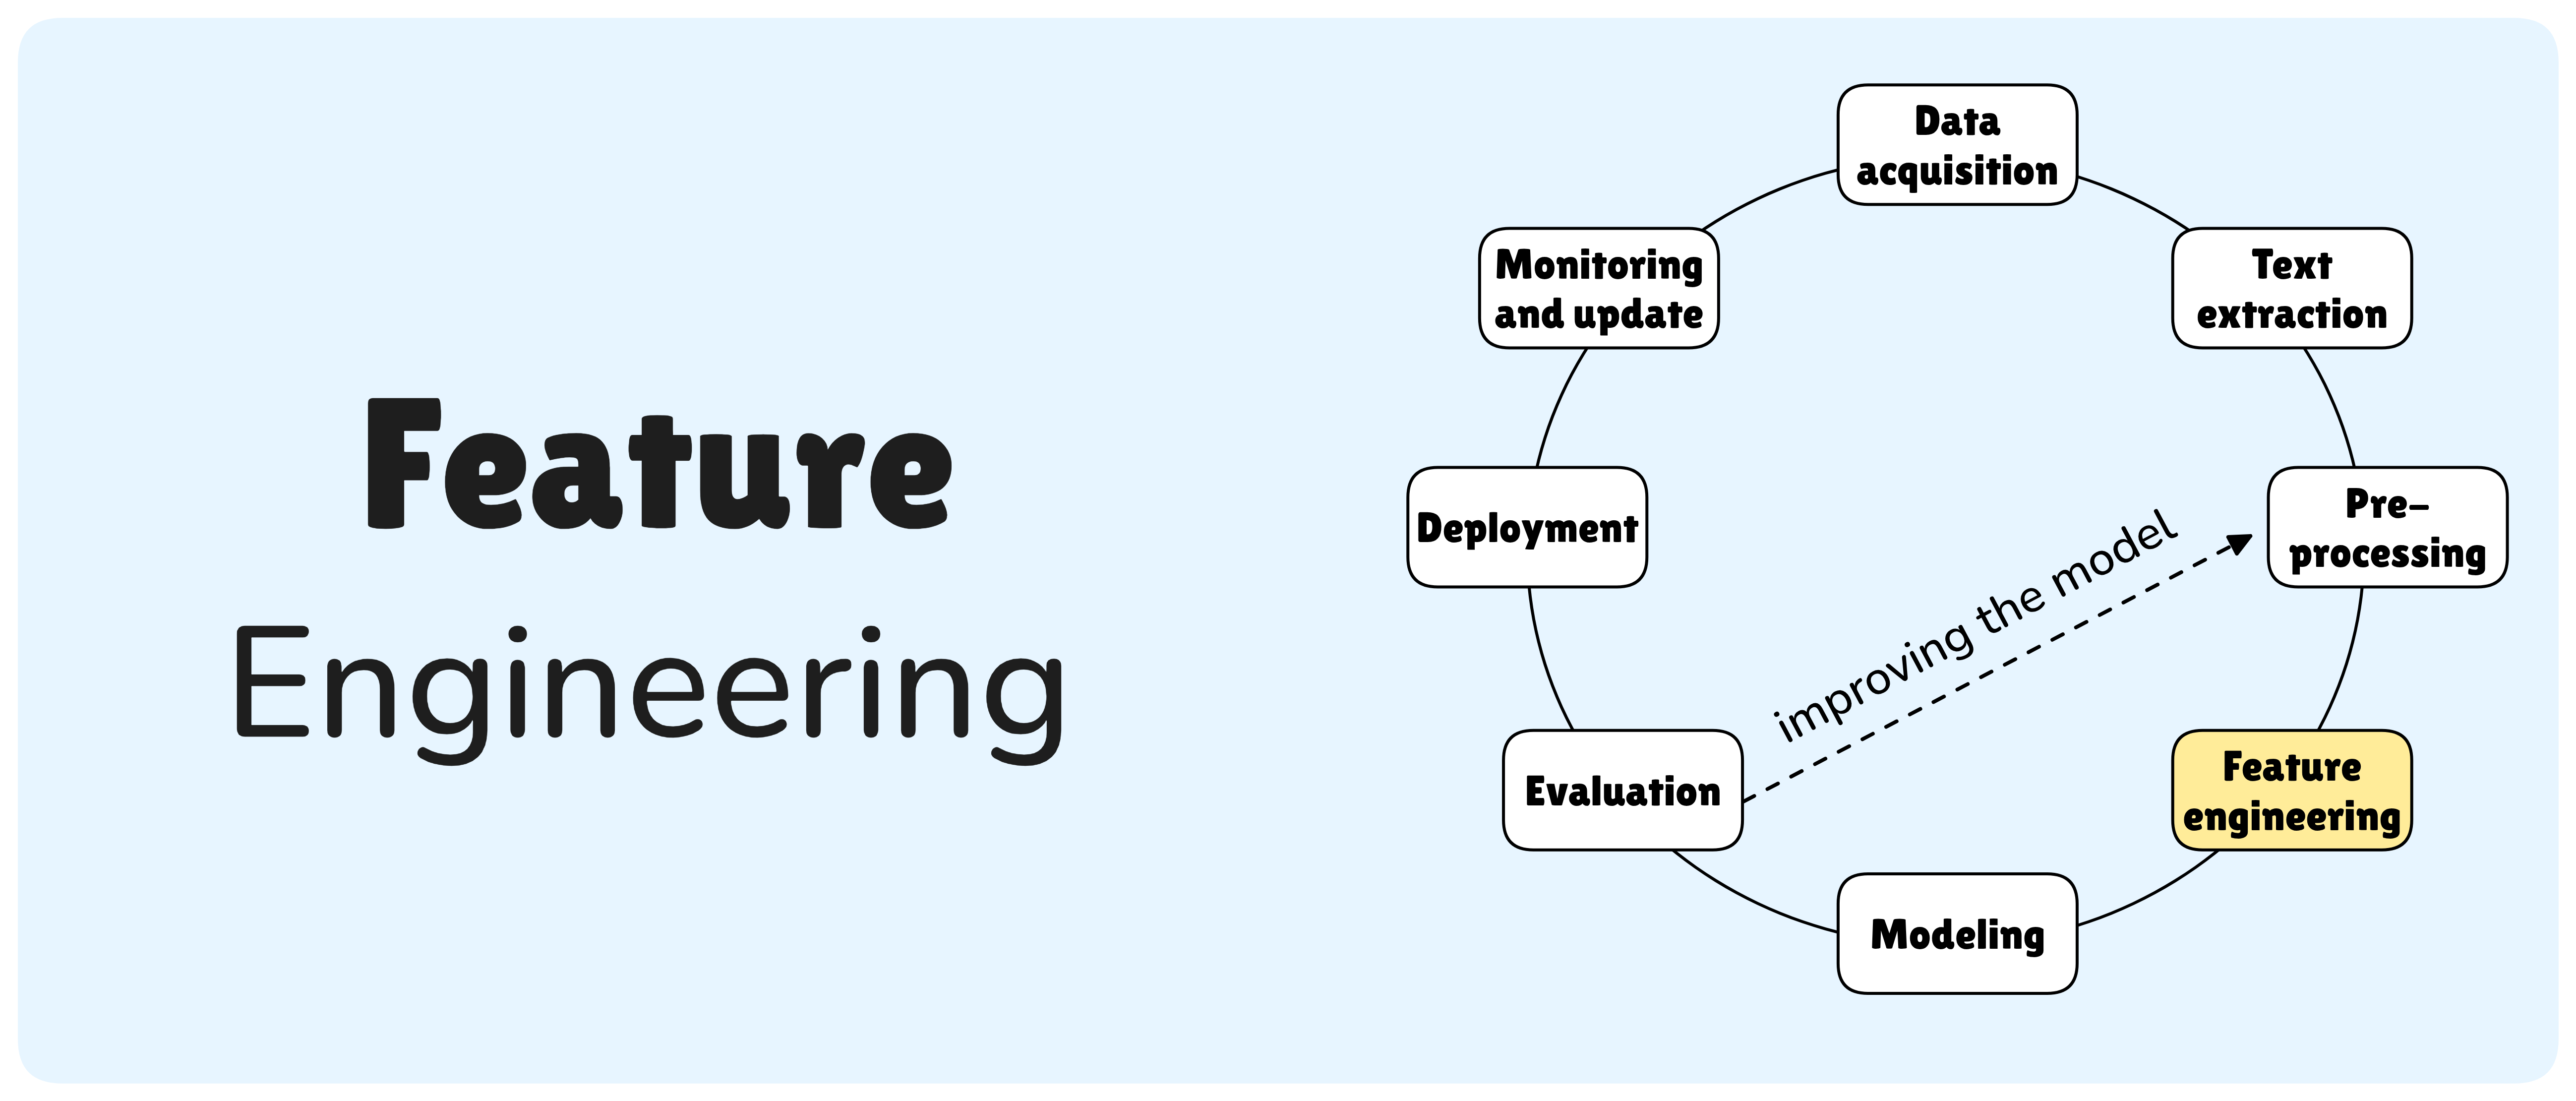 Feature
Engineering
Data
acquisition
Text
extraction
Pre-
processing
Feature
engineering
Modeling
Evaluation
Deployment
Monitoring
and update
improving the model